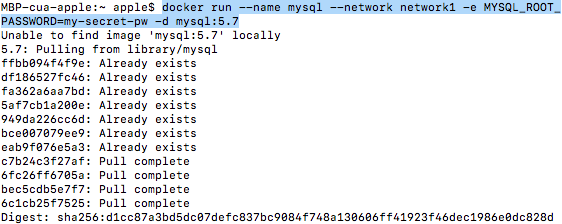 MBP-cua-apple:~ apple$ docker run --name mysql --network network1 -e MYSQL_ROOT_
PASSWORD=my-secret-pw -d mysql:5.7
Unable to find image 'mysql:5.7' locally
5.7: Pulling from library/mysql
ffbb094f4f9e: Already exists
df186527fc46: Already exists
fa362a6aa7bd: Already exists
5af7cb1a200e: Already exists
949da226cc6d: Already exists
bce007079ee9: Already exists
eab9f076e5a3: Already exists
c7b24c3f27af: Pull complete
6fc26ff6705a: Pull complete
bec5cdb5e7f7: Pull complete
6c1cb25f7525: Pull complete
Digest: sha256:d1cc87a3bd5dc07defc837bc9084f748a130606ff41923f46dec1986e0dc828d